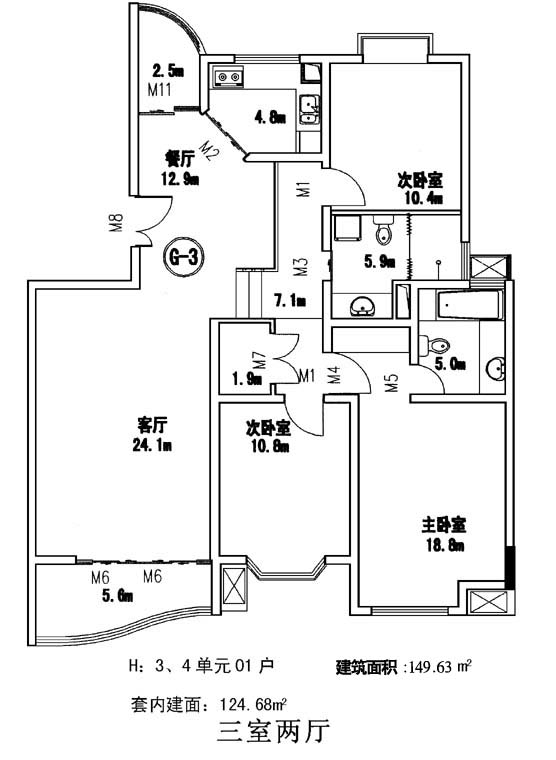 2.5m
M11
4.8m
M2
餐厅
12.9m
M1
次卧室
10.4m
M8
G-3
5.9m
M3
7.1m
M7
1.9m
M1
M4
M5
5.0m
客厅
24.1m
次卧室
10.8m
主卧室
18.8m
M6
M6
5.6m
H：3、4单元01户
建筑面积：149.63 m²
套内建面：124.68m²
三室两厅